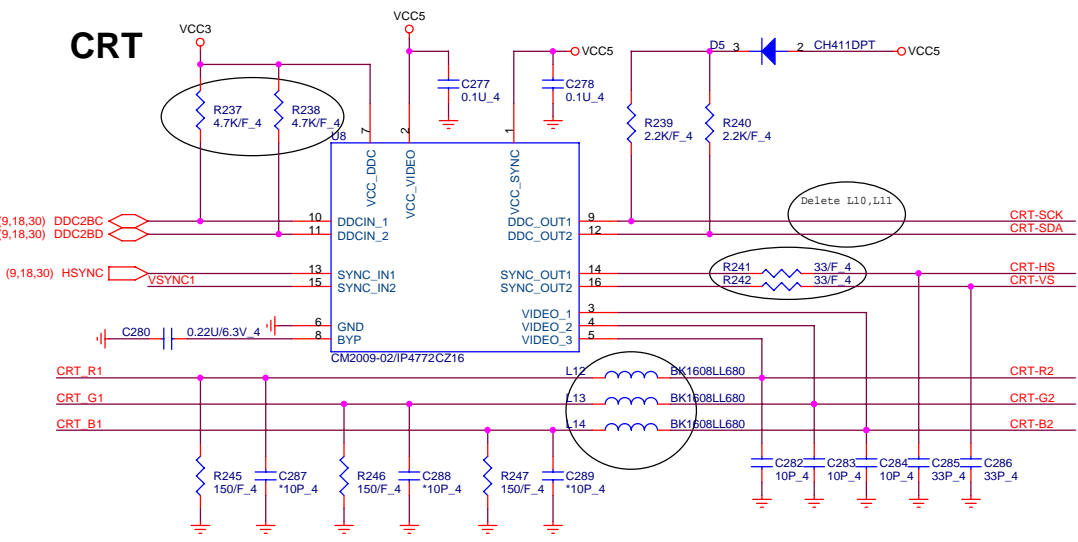 CRT
VCC3
VCC5
VCC5
D5 3 2 CH411DPT
VCC5
C277
0.1U_4
C278
0.1U_4
R237
4.7K/F_4
R238
4.7K/F_4
R239
2.2K/F_4
R240
2.2K/F_4
U8
7
2
1
VCC_DDC
VCC_VIDEO
VCC_SYNC
Delete L10,L11
(9,18,30) DDC2BC 10 DDCIN_1 DDC_OUT1 9 CRT-SCK
9,18,30) DDC2BD 11 DDCIN_2 DDC_OUT2 12 CRT-SDA
(9,18,30) HSYNC 13 SYNC_IN1 SYNC_OUT1 14 R241 33/F_4 CRT-HS
VSYNC1 15 SYNC_IN2 SYNC_OUT2 16 R242 33/F_4 CRT-VS
VIDEO_1 3
6 GND VIDEO_2 4
C280 0.22U/6.3V_4 8 BYP VIDEO_3 5
CM2009-02/IP4772CZ16
CRT_R1 L12 BK1608LL680 CRT-R2
CRT_G1 L13 BK1608LL680 CRT-G2
CRT_B1 L14 BK1608LL680 CRT-B2
R245
150/F_4
C287
*10P_4
R246
150/F_4
C288
*10P_4
R247
150/F_4
C289
*10P_4
C282
10P_4
C283
10P_4
C284
10P_4
C285
33P_4
C286
33P_4